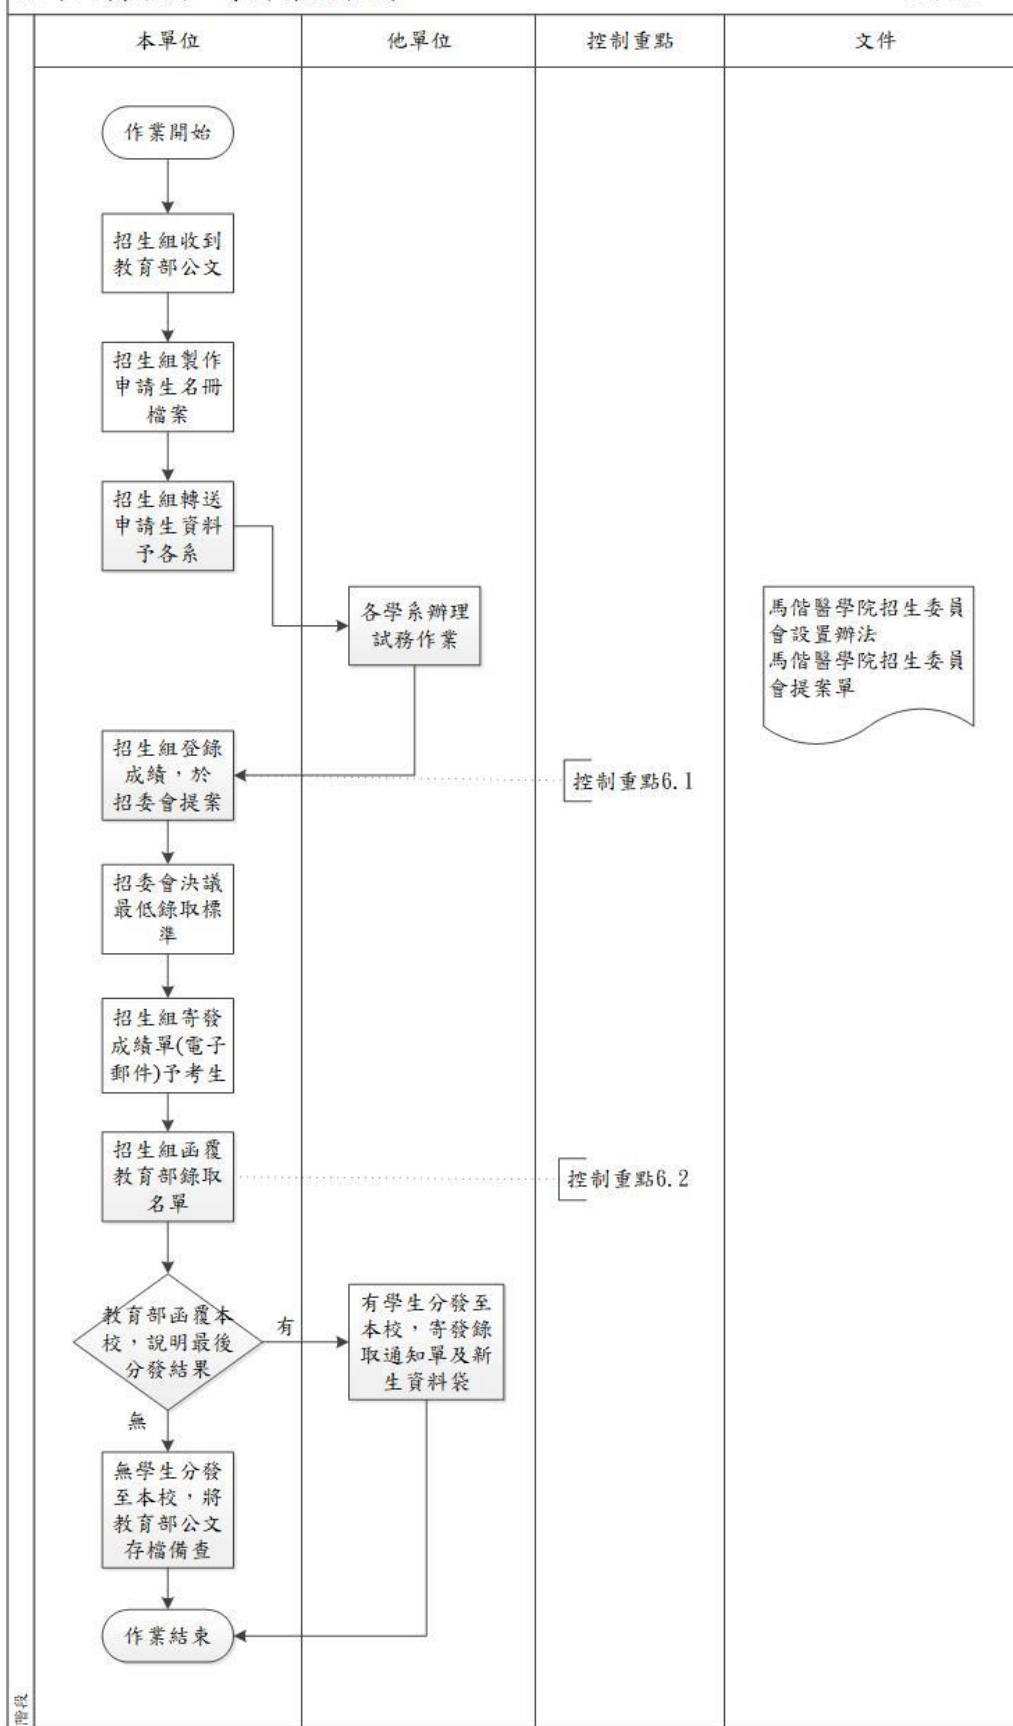 本單位
他單位
控制重點
文件
作業開始
招生組收到
教育部公文
招生組製作
申請生名冊
檔案
招生組轉送
申請生資料
予各系
各學系辦理
試務作業
馬偕醫學院招生委員
會設置辦法
馬偕醫學院招生委員
會提案單
招生組登錄
成績，於
招委會提案
控制重點6.1
招委會決議
最低錄取標
準
招生組寄發
成績單(電子
郵件)予考生
招生組函覆
教育部錄取
名單
控制重點6.2
教育部函覆本
校，說明最後
分發結果
有
有學生分發至
本校，寄發錄
取通知單及新
生資料袋
無
無學生分發
至本校，將
教育部公文
存檔備查
作業結束
階段